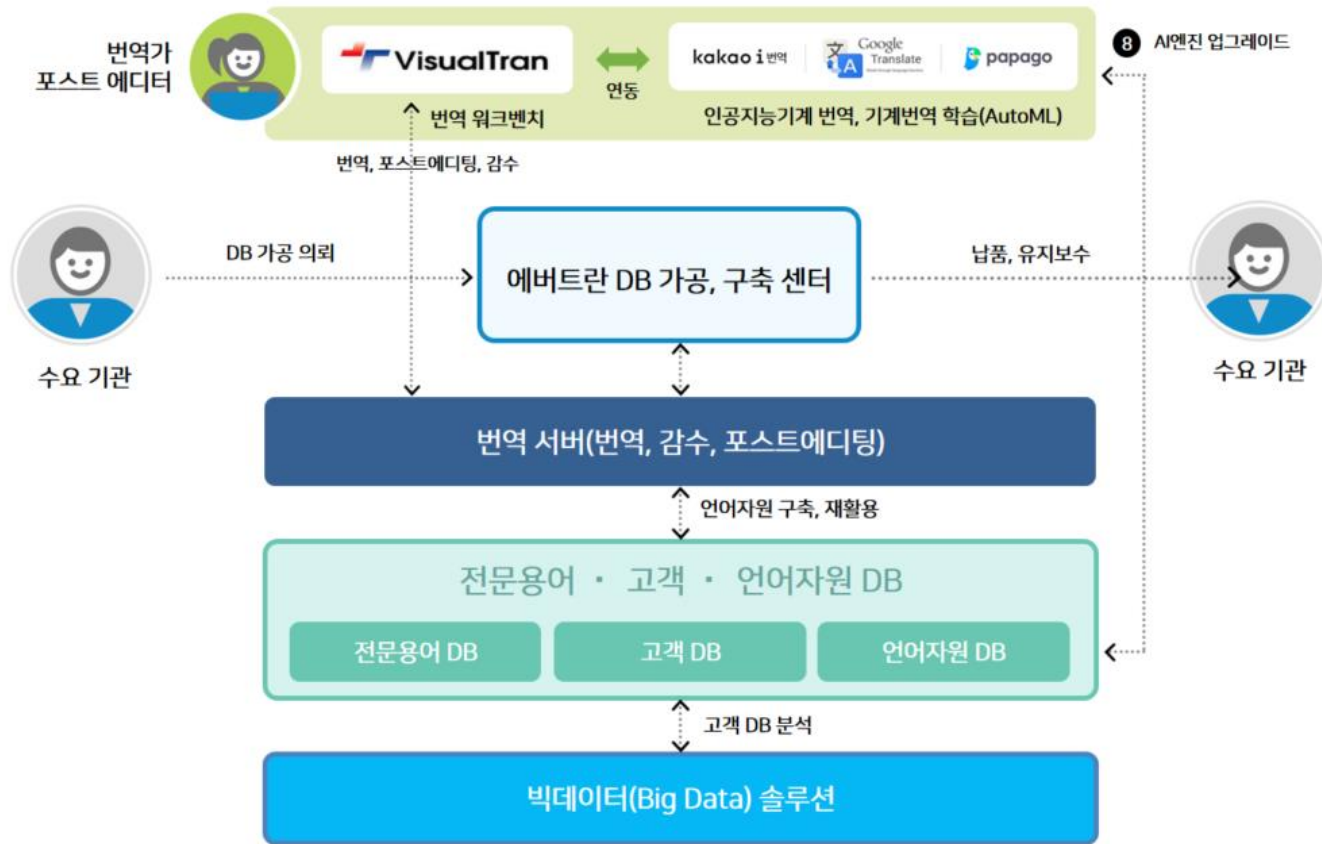 번역가
포스트 에디터
VisualTran
연동
kakao i 번역
文A
Google
Translate
papago
번역 워크벤치
인공지능기계 번역, 기계번역 학습(AutoML)
8 AI엔진 업그레이드
번역, 포스트에디팅, 감수
DB 가공 의뢰
에버트란 DB 가공, 구축 센터
납품, 유지보수
수요 기관
수요 기관
번역 서버(번역, 감수, 포스트에디팅)
언어자원 구축, 재활용
전문용어 · 고객 · 언어자원 DB
전문용어 DB
고객 DB
언어자원 DB
고객 DB 분석
빅데이터(Big Data) 솔루션